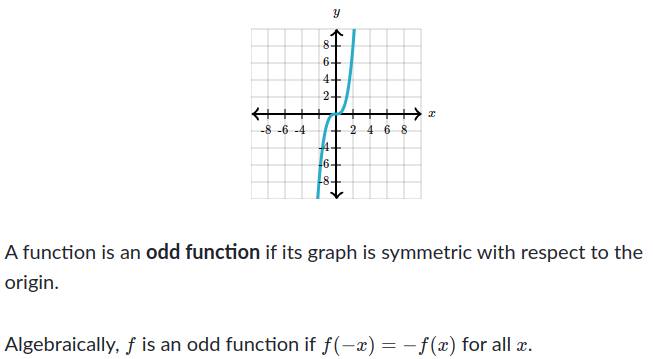 y
8
6
4
2
x
-8 -6 -4 2 4 6 8
-4
-6
-8
A function is an odd function if its graph is symmetric with respect to the
origin.
Algebraically, f is an odd function if f(−x) = −f(x) for all x.